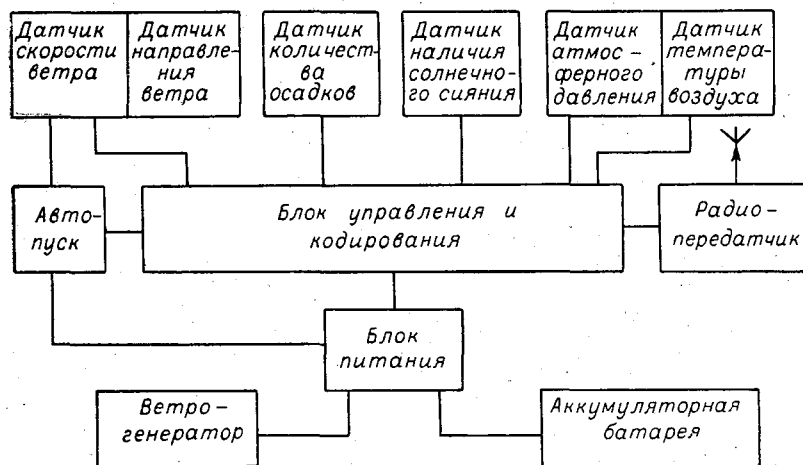 Датчик
скорости
ветра
Датчик
направле-
ния
ветра
Датчик
количест-
ва
осадков
Датчик
наличия
солнечно-
го сияния
Датчик
атмос-
ферного
давления
Датчик
темпера-
туры
воздуха
Авто-
пуск
Блок управления и
кодирования
Радио-
передатчик
Блок
питания
Ветро-
генератор
Аккумуляторная
батарея